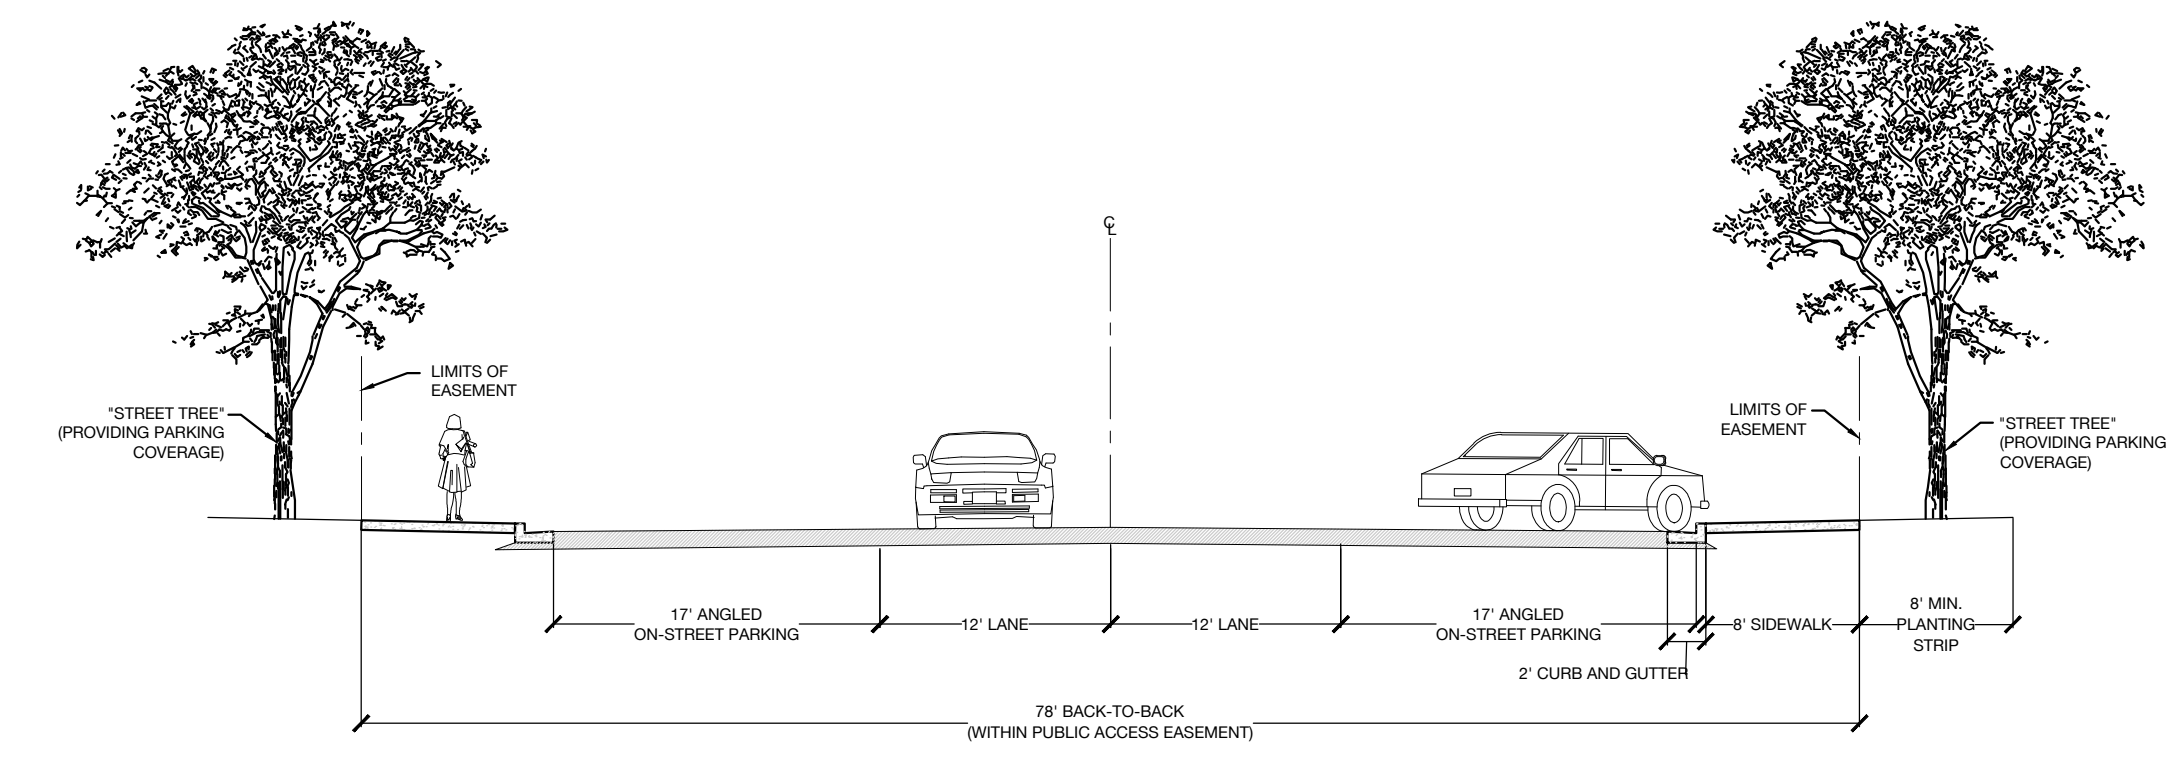 ℄
LIMITS OF
EASEMENT
"STREET TREE"
(PROVIDING PARKING
COVERAGE)
LIMITS OF
EASEMENT
"STREET TREE"
(PROVIDING PARKING
COVERAGE)
17' ANGLED
ON-STREET PARKING
12' LANE
12' LANE
17' ANGLED
ON-STREET PARKING
8' SIDEWALK
8' MIN.
PLANTING
STRIP
2' CURB AND GUTTER
78' BACK-TO-BACK
(WITHIN PUBLIC ACCESS EASEMENT)